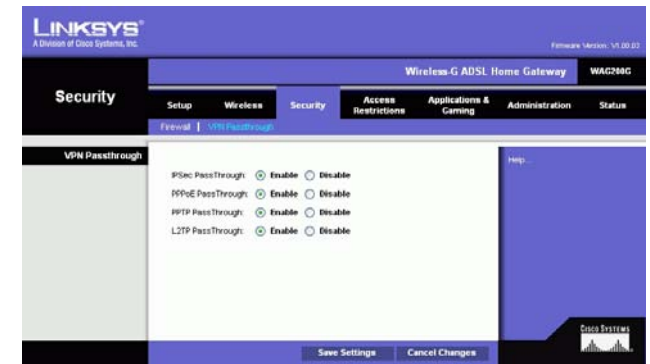 LINKSYS®
A Division of Cisco Systems, Inc.
Firmware Version: V1.00.03
Wireless-G ADSL Home Gateway WAG200G
Security
Setup Wireless Security Access Restrictions Applications & Gaming Administration Status
Firewall | VPN Passthrough
VPN Passthrough
IPSec PassThrough: Enable Disable
PPPoE PassThrough: Enable Disable
PPTP PassThrough: Enable Disable
L2TP PassThrough: Enable Disable
Help...
Save Settings Cancel Changes
CISCO SYSTEMS